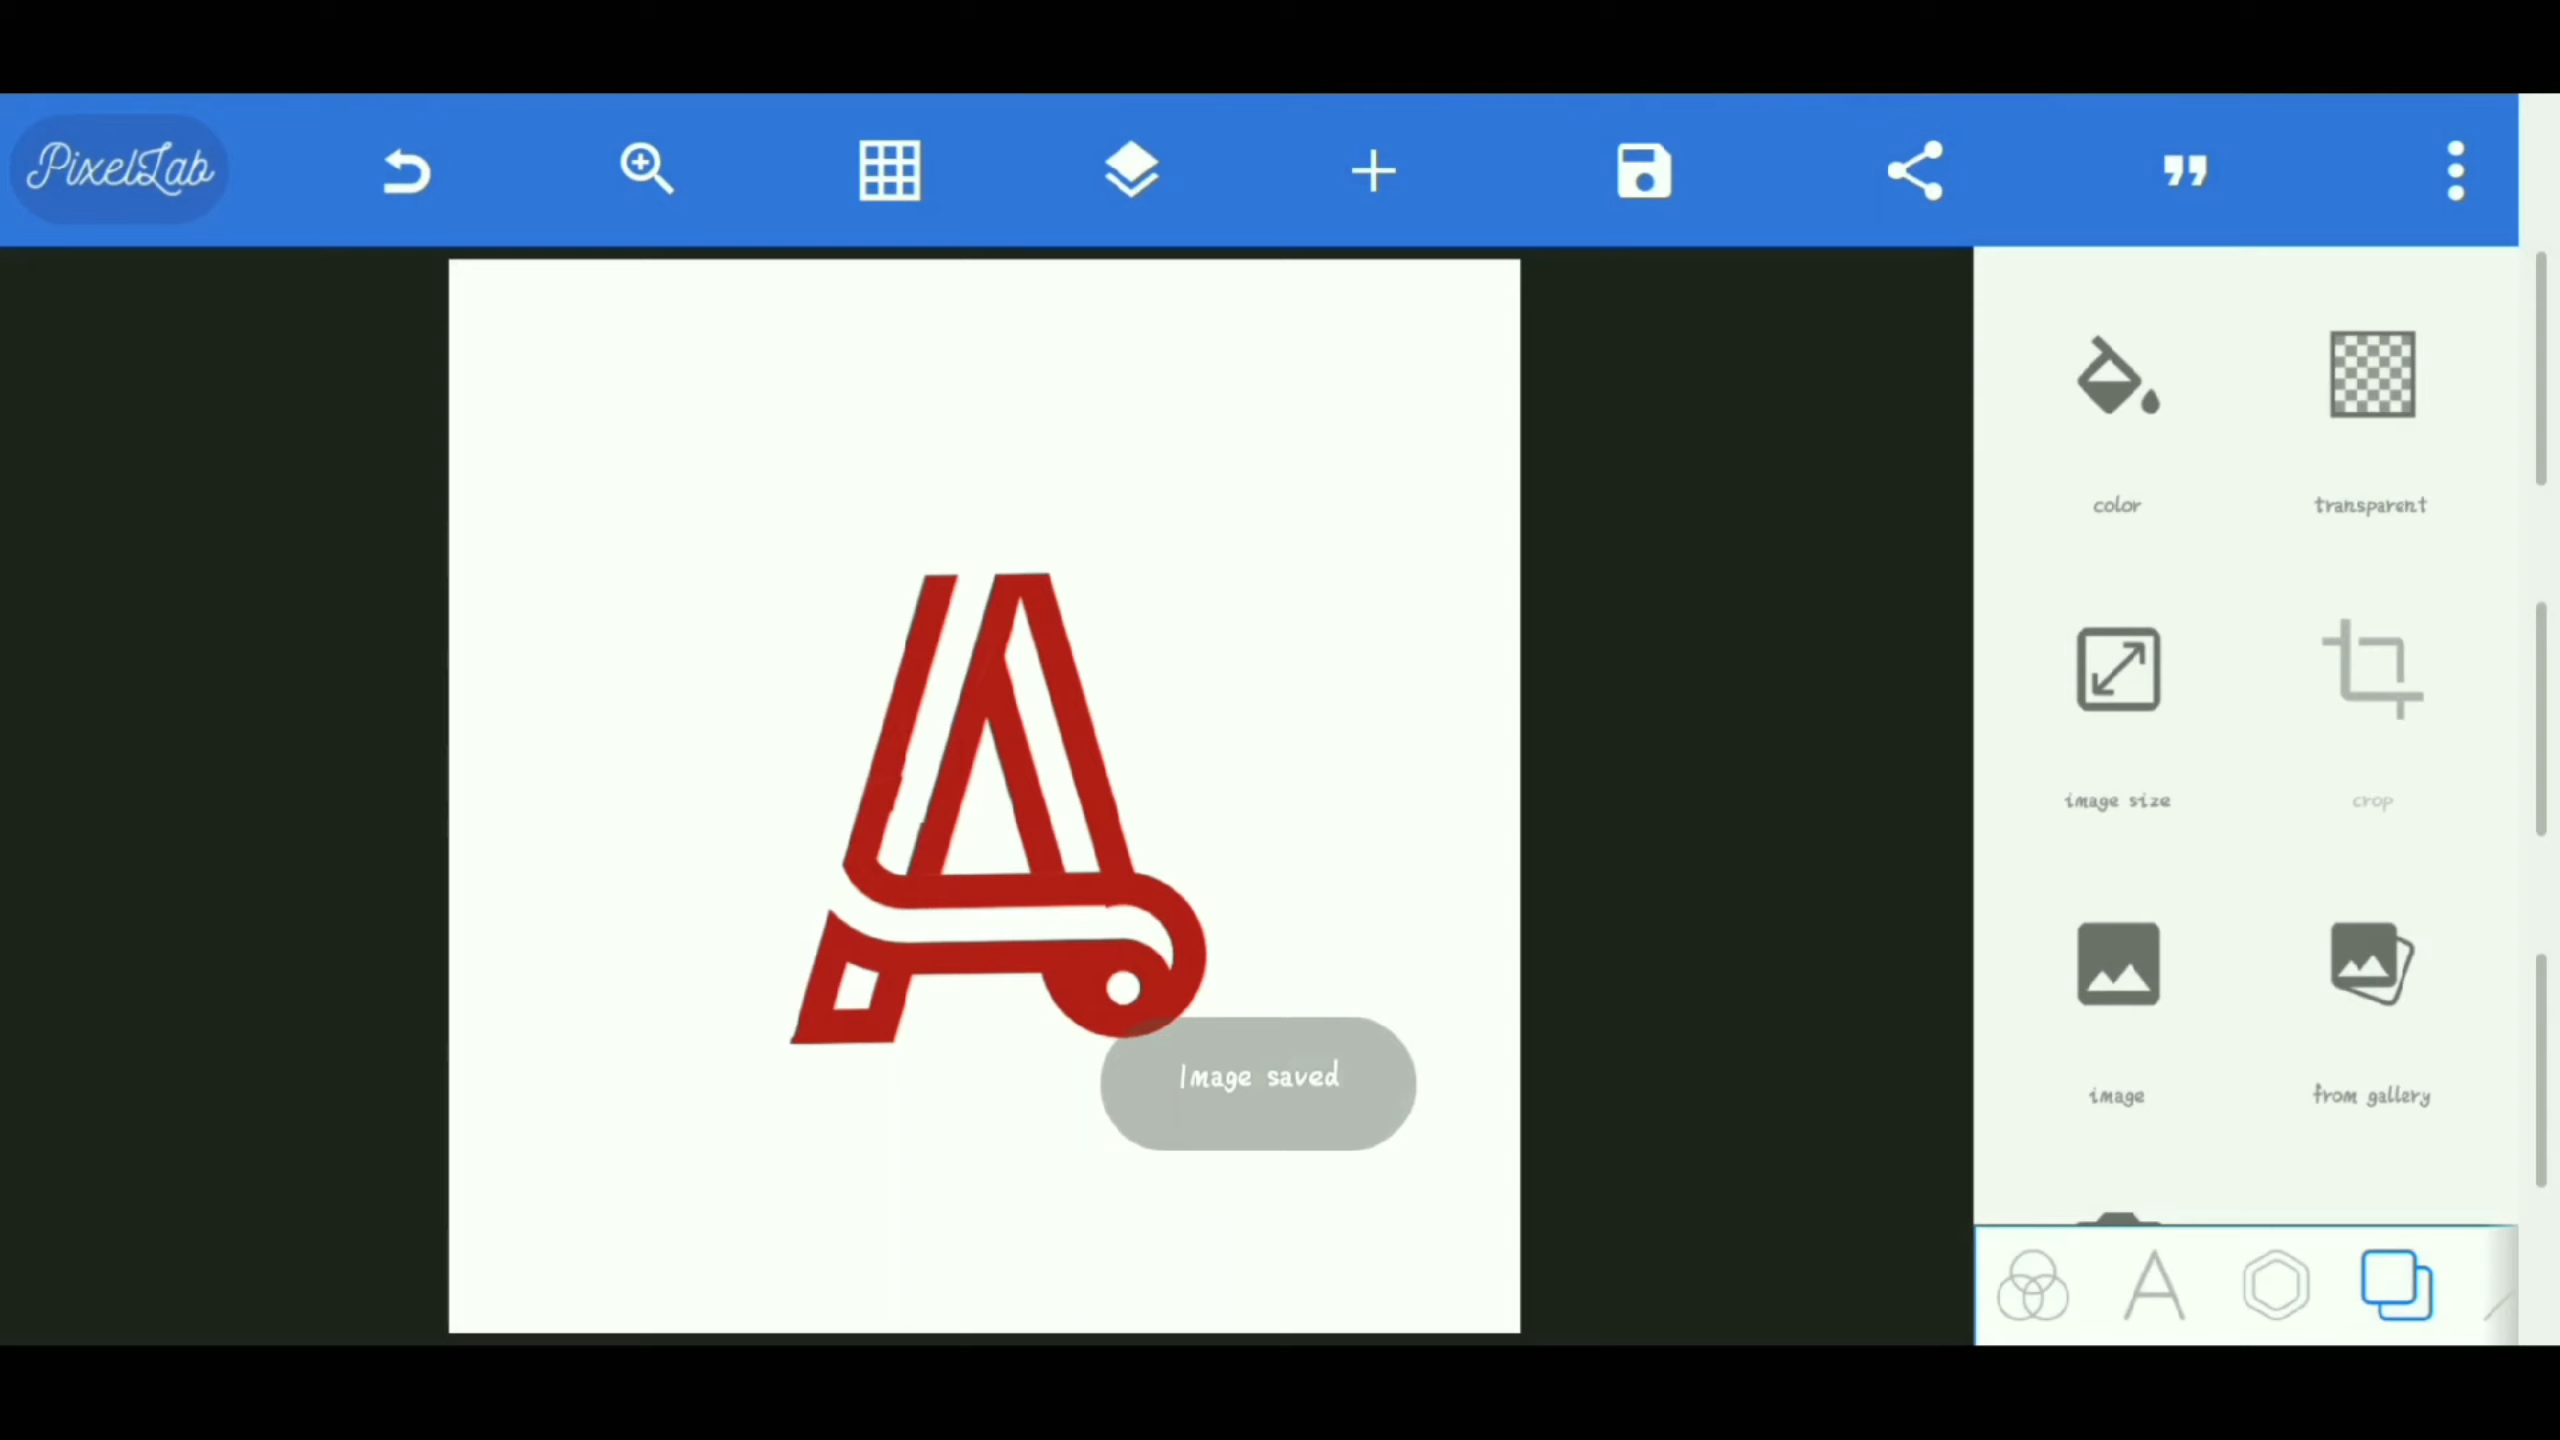 PixelLab
color
transparent
image size
crop
image
from gallery
Image saved